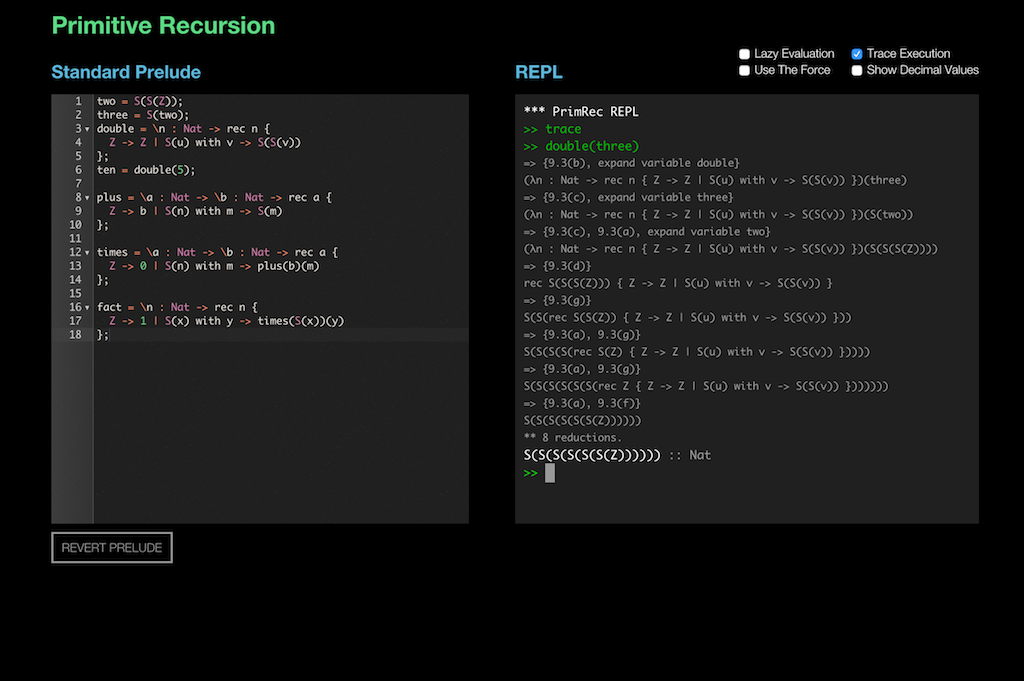 Primitive Recursion
Lazy Evaluation Trace Execution
Use The Force Show Decimal Values
Standard Prelude
REPL
1 two = S(S(Z));
2 three = S(two);
3 double = \n : Nat -> rec n {
4 Z -> Z | S(u) with v -> S(S(v))
5 };
6 ten = double(5);
7
8 plus = \a : Nat -> \b : Nat -> rec a {
9 Z -> b | S(n) with m -> S(m)
10 };
11
12 times = \a : Nat -> \b : Nat -> rec a {
13 Z -> 0 | S(n) with m -> plus(b)(m)
14 };
15
16 fact = \n : Nat -> rec n {
17 Z -> 1 | S(x) with y -> times(S(x))(y)
18 };
*** PrimRec REPL
>> trace
>> double(three)
=> {9.3(b), expand variable double}
(λn : Nat -> rec n { Z -> Z | S(u) with v -> S(S(v)) })(three)
=> {9.3(c), expand variable three}
(λn : Nat -> rec n { Z -> Z | S(u) with v -> S(S(v)) })(S(two))
=> {9.3(c), 9.3(a), expand variable two}
(λn : Nat -> rec n { Z -> Z | S(u) with v -> S(S(v)) })(S(S(S(Z))))
=> {9.3(d)}
rec S(S(S(Z))) { Z -> Z | S(u) with v -> S(S(v)) }
=> {9.3(g)}
S(S(rec S(S(Z)) { Z -> Z | S(u) with v -> S(S(v)) }))
=> {9.3(a), 9.3(g)}
S(S(S(S(rec S(Z) { Z -> Z | S(u) with v -> S(S(v)) }))))
=> {9.3(a), 9.3(g)}
S(S(S(S(S(S(rec Z { Z -> Z | S(u) with v -> S(S(v)) }))))))
=> {9.3(a), 9.3(f)}
S(S(S(S(S(S(Z))))))
** 8 reductions.
S(S(S(S(S(S(Z)))))) :: Nat
>>
REVERT PRELUDE